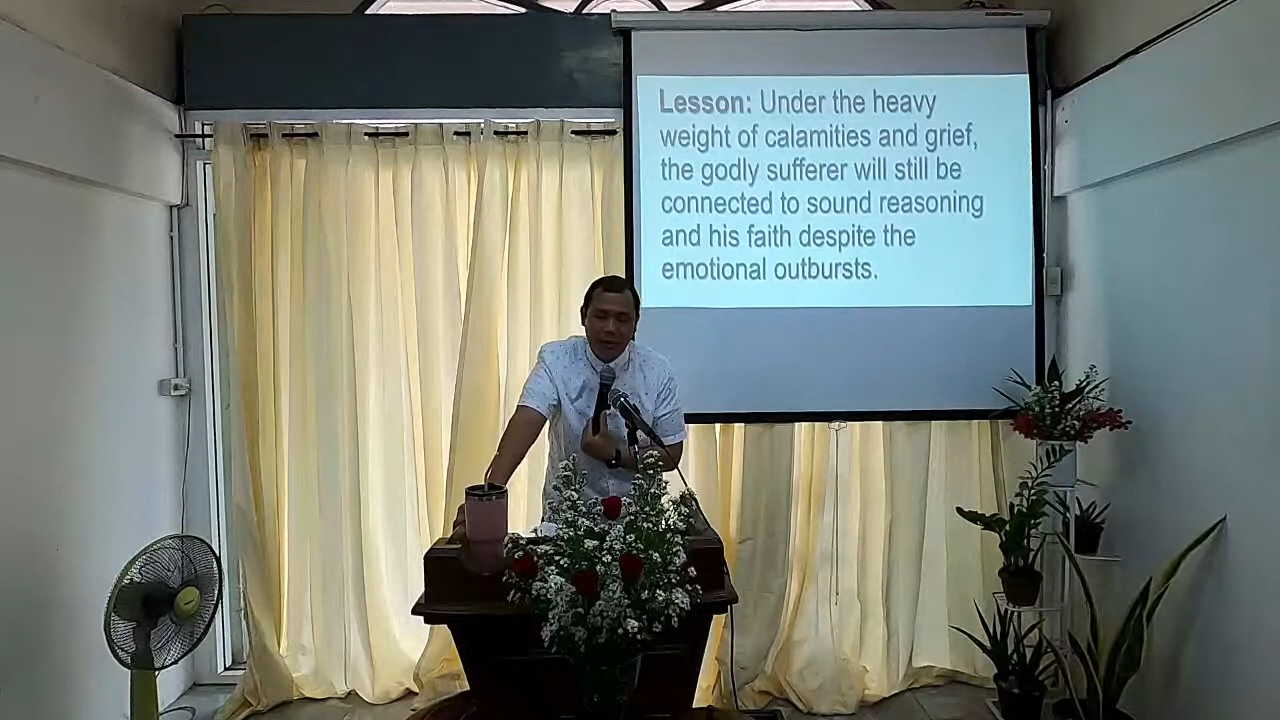 Lesson: Under the heavy
weight of calamities and grief,
the godly sufferer will still be
connected to sound reasoning
and his faith despite the
emotional outbursts.